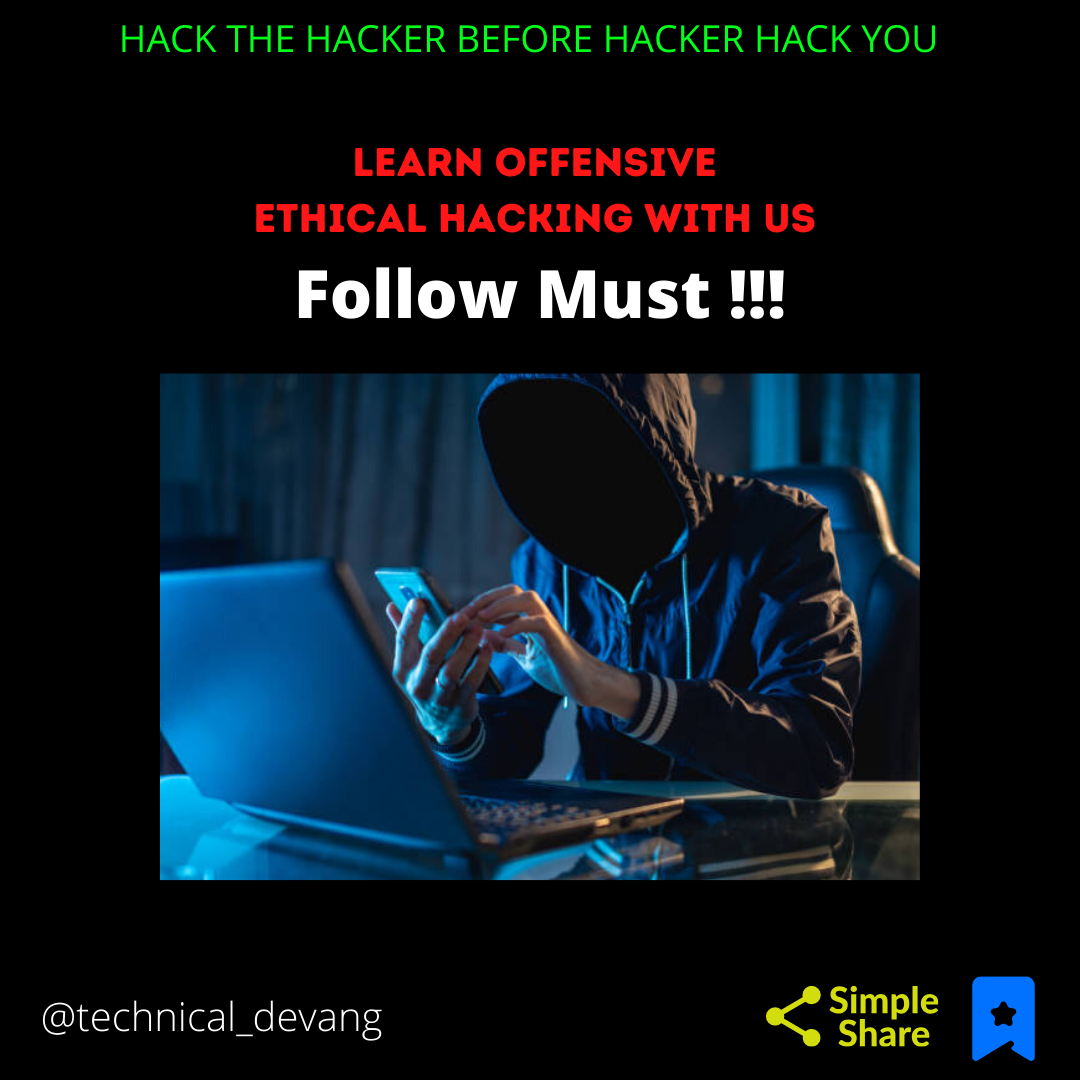 HACK THE HACKER BEFORE HACKER HACK YOU
LEARN OFFENSIVE
ETHICAL HACKING WITH US
Follow Must !!!
@technical_devang
Simple
Share